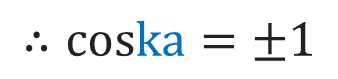 ∴ coska = ±1